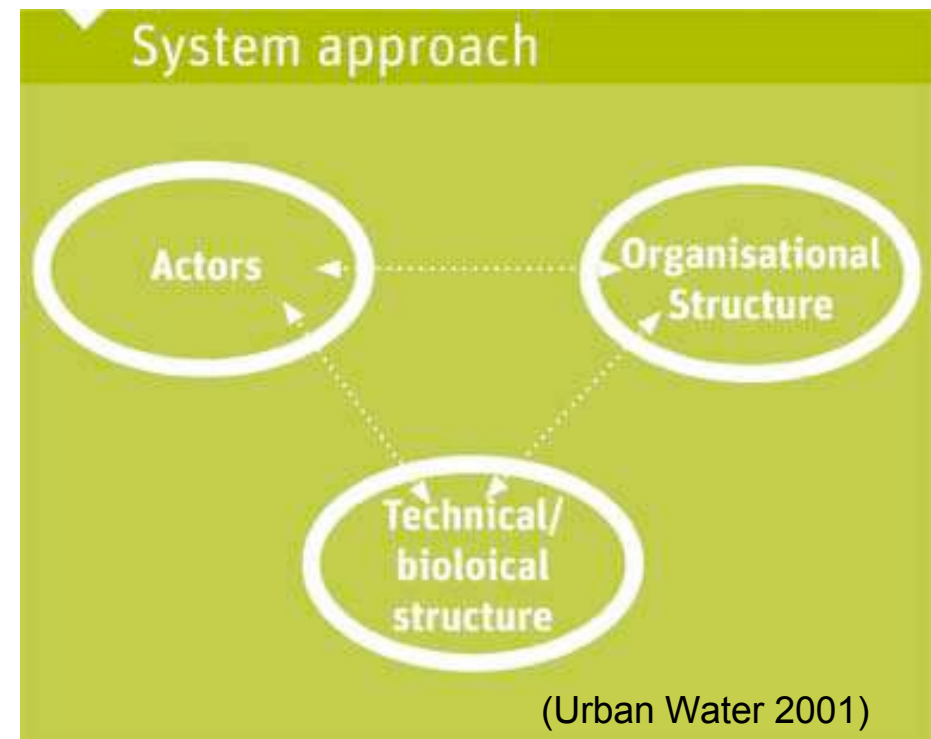 System approach
Actors
Organisational
Structure
Technical/
bioloical
structure
(Urban Water 2001)